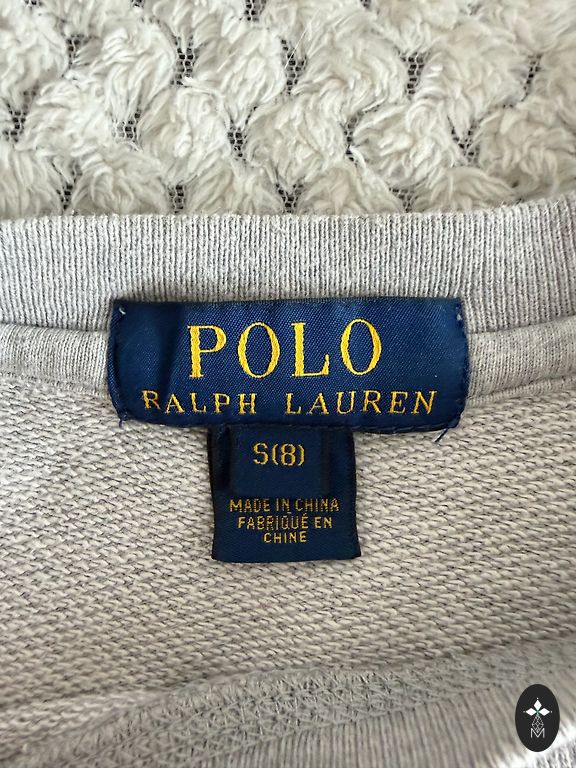 POLO
RALPH LAUREN
S(8)
MADE IN CHINA
FABRIQUÉ EN
CHINE